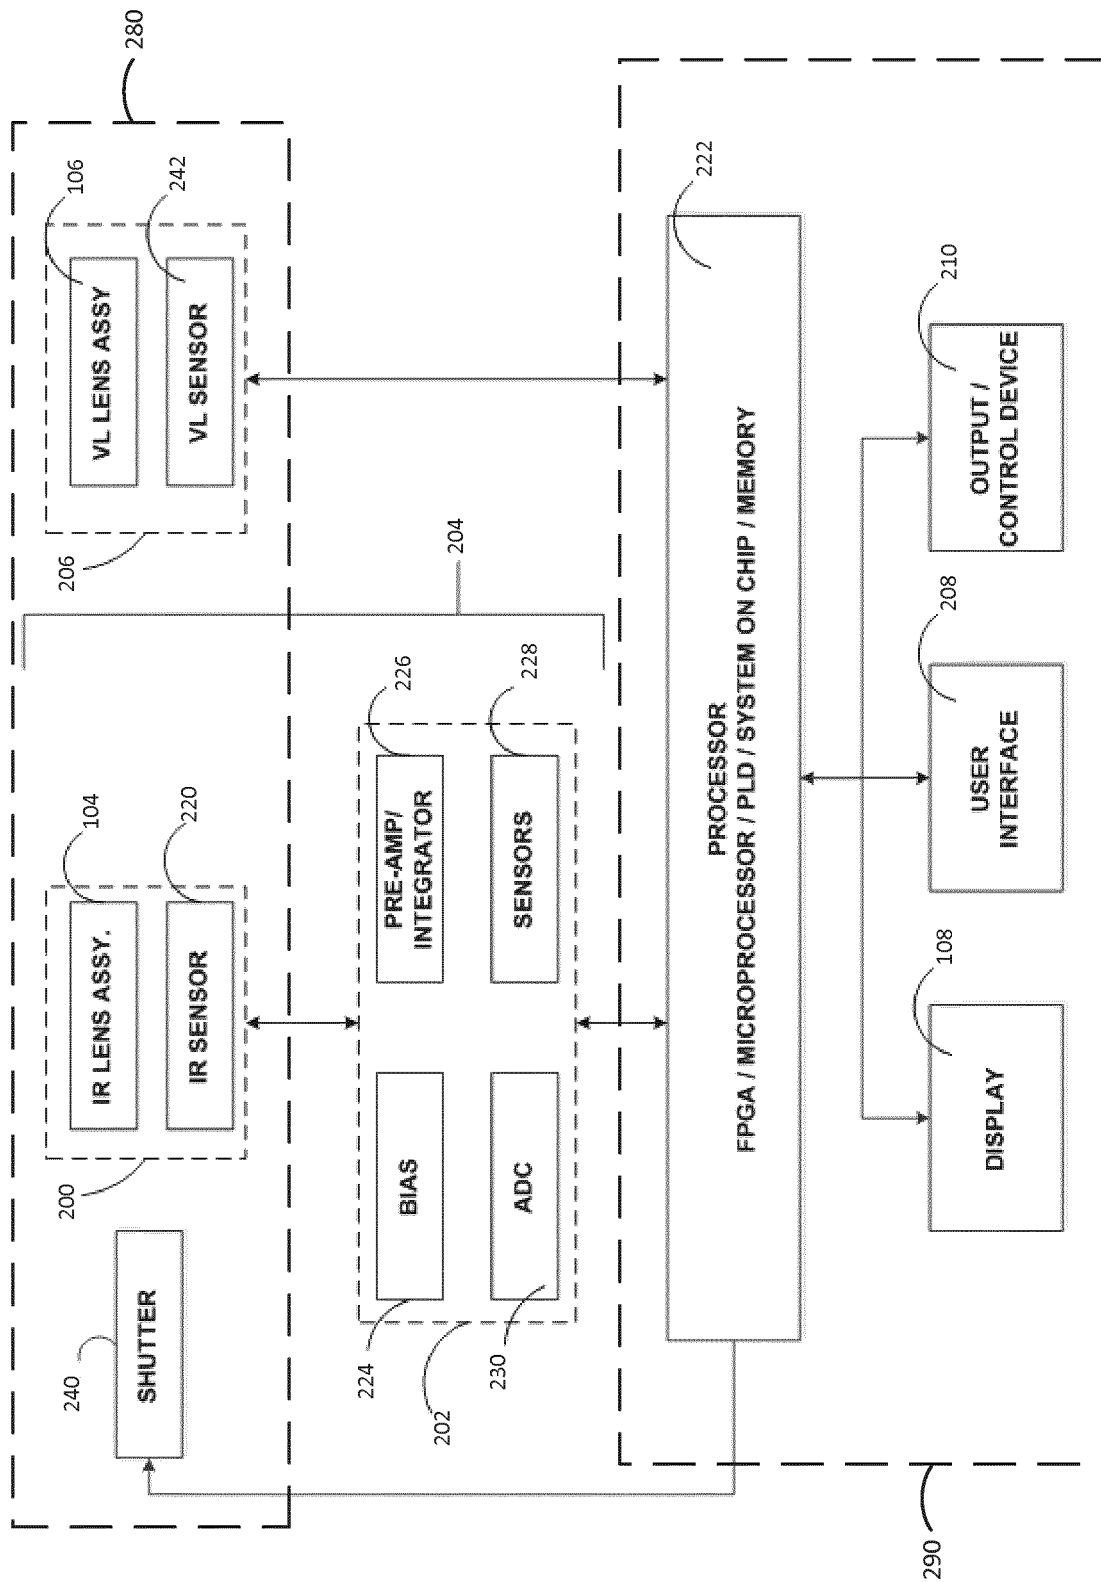 280
106
242
VL LENS ASSY
VL SENSOR
206
204
104
220
IR LENS ASSY.
IR SENSOR
200
SHUTTER
240
226
228
PRE-AMP/
INTEGRATOR
SENSORS
BIAS
ADC
224
202
230
222
PROCESSOR
FPGA / MICROPROCESSOR / PLD / SYSTEM ON CHIP / MEMORY
108
DISPLAY
208
USER
INTERFACE
210
OUTPUT /
CONTROL DEVICE
290